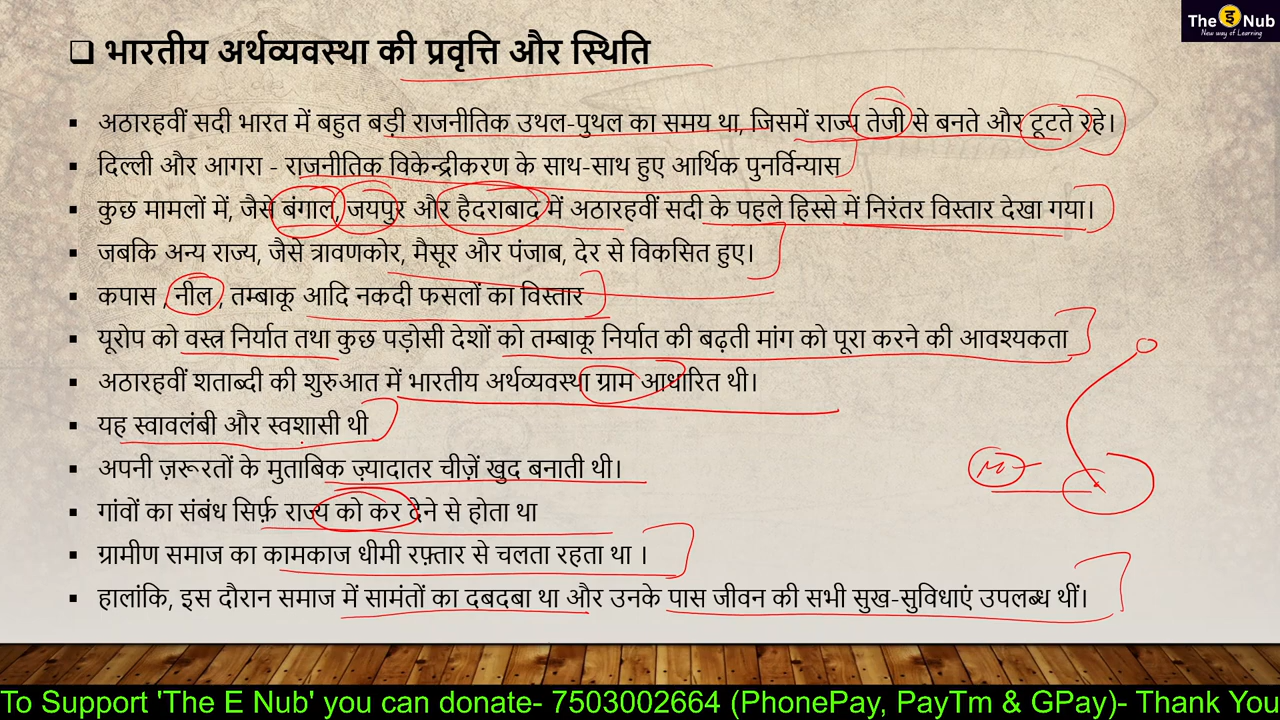 The इ Nub
New way of Learning
❑ भारतीय अर्थव्यवस्था की प्रवृत्ति और स्थिति
▪ अठारहवीं सदी भारत में बहुत बड़ी राजनीतिक उथल-पुथल का समय था, जिसमें राज्य तेजी से बनते और टूटते रहे।
▪ दिल्ली और आगरा - राजनीतिक विकेन्द्रीकरण के साथ-साथ हुए आर्थिक पुनर्विन्यास
▪ कुछ मामलों में, जैसे बंगाल, जयपुर और हैदराबाद में अठारहवीं सदी के पहले हिस्से में निरंतर विस्तार देखा गया।
▪ जबकि अन्य राज्य, जैसे त्रावणकोर, मैसूर और पंजाब, देर से विकसित हुए।
▪ कपास , नील , तम्बाकू आदि नकदी फसलों का विस्तार
▪ यूरोप को वस्त्र निर्यात तथा कुछ पड़ोसी देशों को तम्बाकू निर्यात की बढ़ती मांग को पूरा करने की आवश्यकता
▪ अठारहवीं शताब्दी की शुरुआत में भारतीय अर्थव्यवस्था ग्राम आधारित थी।
▪ यह स्वावलंबी और स्वशासी थी
▪ अपनी ज़रूरतों के मुताबिक ज़्यादातर चीज़ें खुद बनाती थी।
▪ गांवों का संबंध सिर्फ़ राज्य को कर देने से होता था
▪ ग्रामीण समाज का कामकाज धीमी रफ़्तार से चलता रहता था ।
▪ हालांकि, इस दौरान समाज में सामंतों का दबदबा था और उनके पास जीवन की सभी सुख-सुविधाएं उपलब्ध थीं।
To Support 'The E Nub' you can donate- 7503002664 (PhonePay, PayTm & GPay)- Thank You